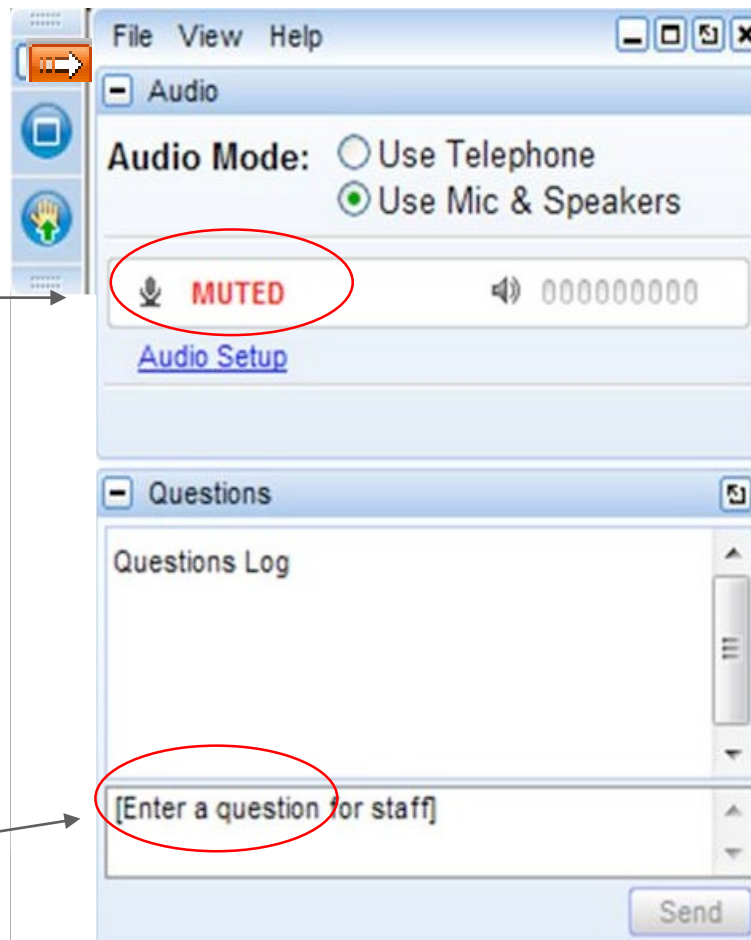 File View Help
Audio
Audio Mode: Use Telephone
Use Mic & Speakers
MUTED 000000000
Audio Setup
Questions
Questions Log
[Enter a question for staff]
Send